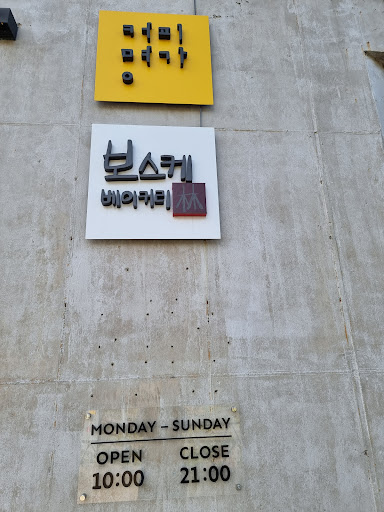 커피
명가
보스케
베이커리 林
MONDAY – SUNDAY
OPEN CLOSE
10:00 21:00